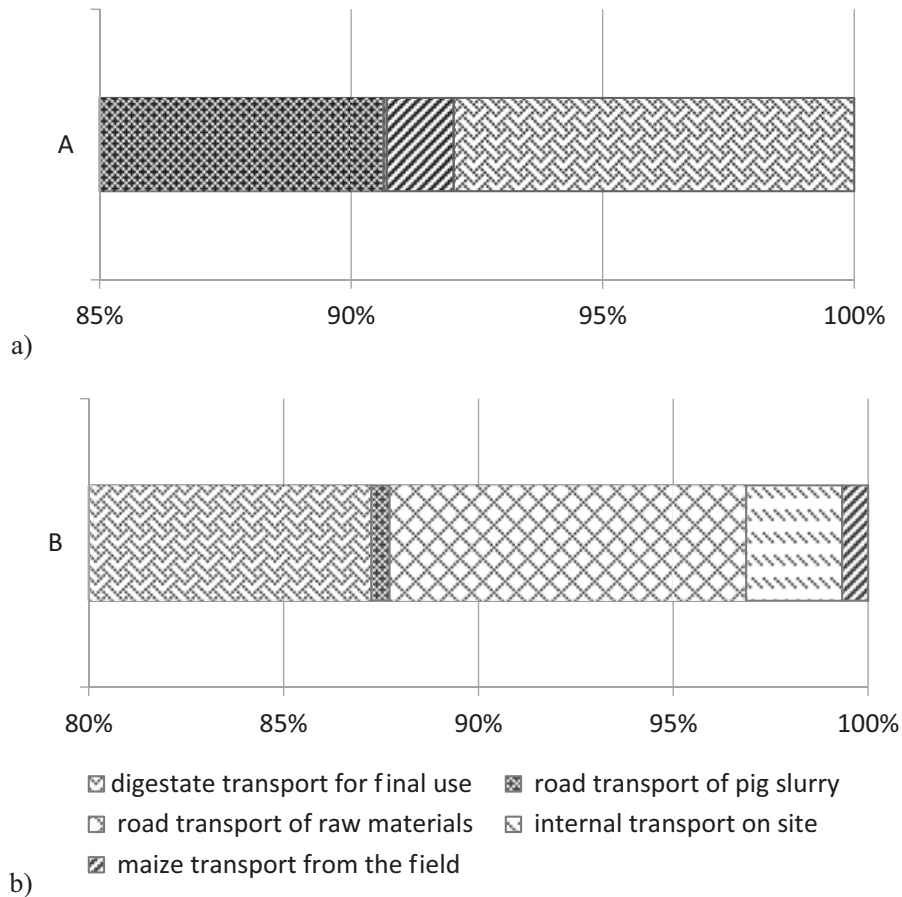 A
85% 90% 95% 100%
a)
B
80% 85% 90% 95% 100%
digestate transport for final use road transport of pig slurry
road transport of raw materials internal transport on site
maize transport from the field
b)